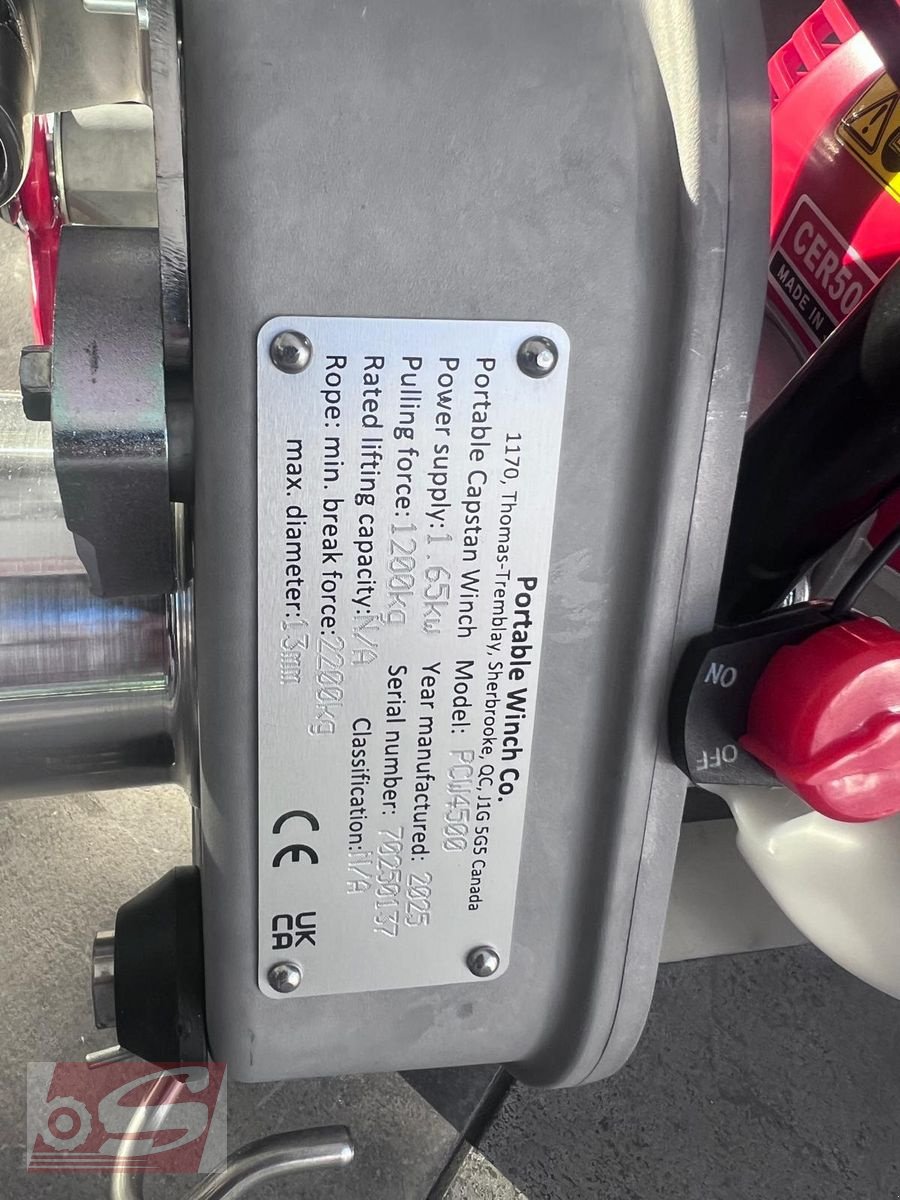 Portable Winch Co.
1170, Thomas-Tremblay, Sherbrooke, QC, J1G 5G5 Canada
Portable Capstan Winch Model: PCW4500
Power supply: 1.65kw Year manufactured: 2025
Pulling force: 1200kg Serial number: 70250137
Rated lifting capacity: N/A Classification: N/A
Rope: min. break force: 2200kg
max. diameter: 13mm
CE
UK
CA
ON
OFF
CER50
MADE IN
S